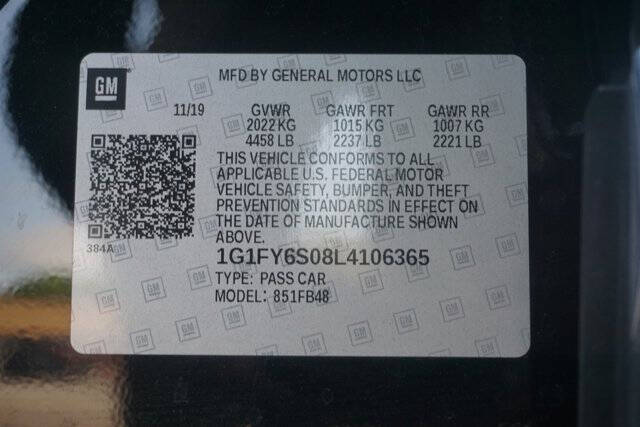 MFD BY GENERAL MOTORS LLC
GM
11/19 GVWR GAWR FRT GAWR RR
2022 KG 1015 KG 1007 KG
4458 LB 2237 LB 2221 LB
THIS VEHICLE CONFORMS TO ALL
APPLICABLE U.S. FEDERAL MOTOR
VEHICLE SAFETY, BUMPER, AND THEFT
PREVENTION STANDARDS IN EFFECT ON
THE DATE OF MANUFACTURE SHOWN
ABOVE.
384A
1G1FY6S08L4106365
TYPE: PASS CAR
MODEL: 851FB48